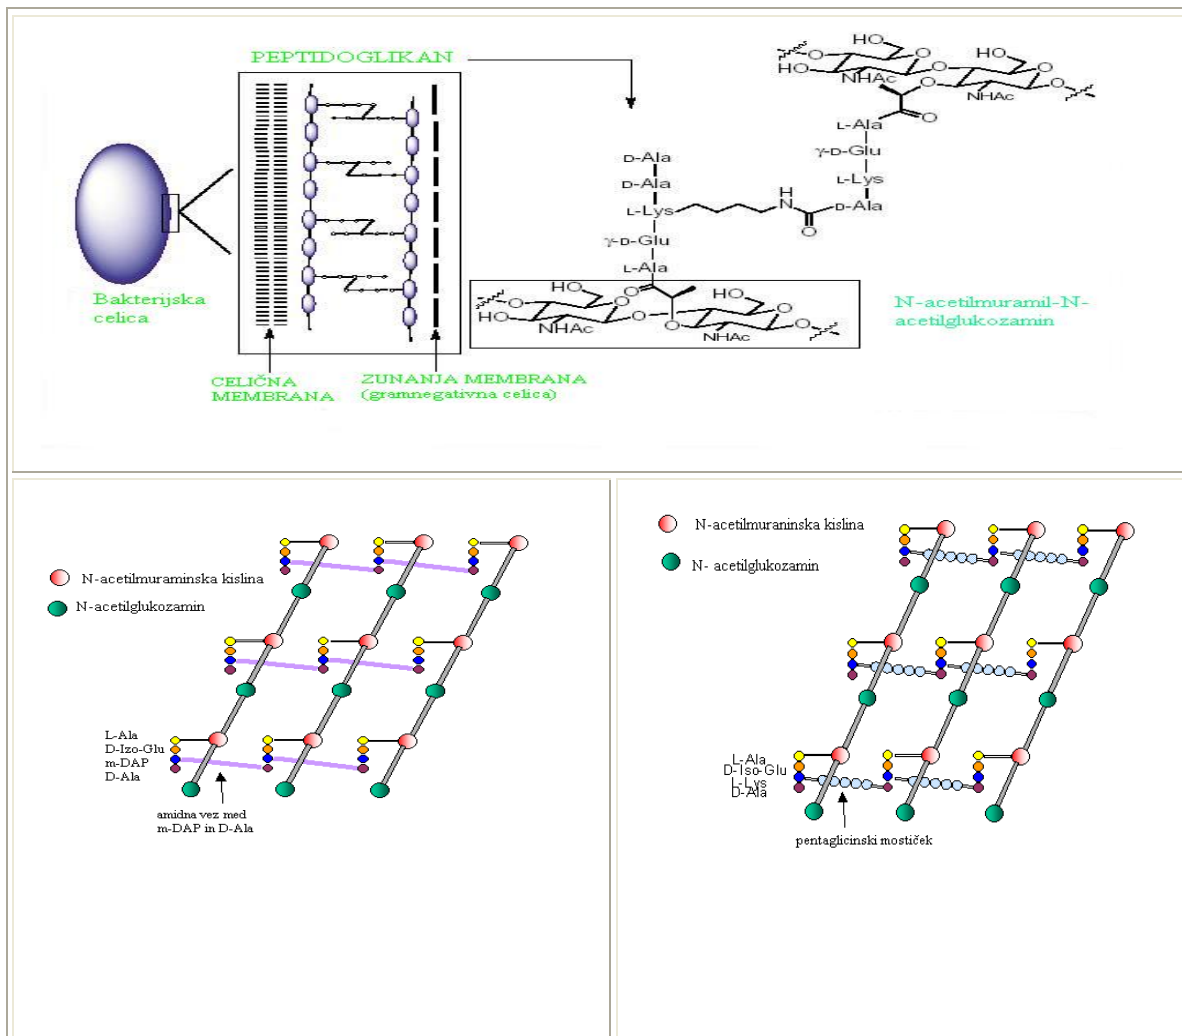 PEPTIDOGLIKAN
Bakterijska
celica
CELIČNA
MEMBRANA
ZUNANJA MEMBRANA
(gramnegativna celica)
HO
O
HO
O
HO
O
NHAc
O
O
NHAc
O
O
L-Ala
O
γ-D-Glu
L-Lys
D-Ala
D-Ala
D-Ala
L-Lys
H
N
O
γ-D-Glu
L-Ala
O
HO
O
HO
O
O
HO
NHAc
O
O
NHAc
O
N-acetilmuramil-N-
acetilglukozamin
N-acetilmuraminska kislina
N-acetilglukozamin
L-Ala
D-Izo-Glu
m-DAP
D-Ala
amidna vez med
m-DAP in D-Ala
N-acetilmuraninska kislina
N- acetilglukozamin
L-Ala
D-Iso-Glu
L-Lys
D-Ala
pentaglicinski mostiček